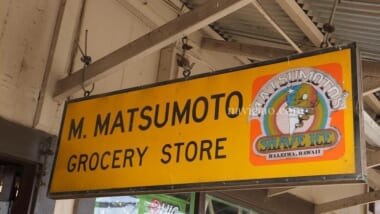 M. MATSUMOTO
GROCERY STORE
MATSUMOTO'S
SHAVE ICE
HALEIWA, HAWAII